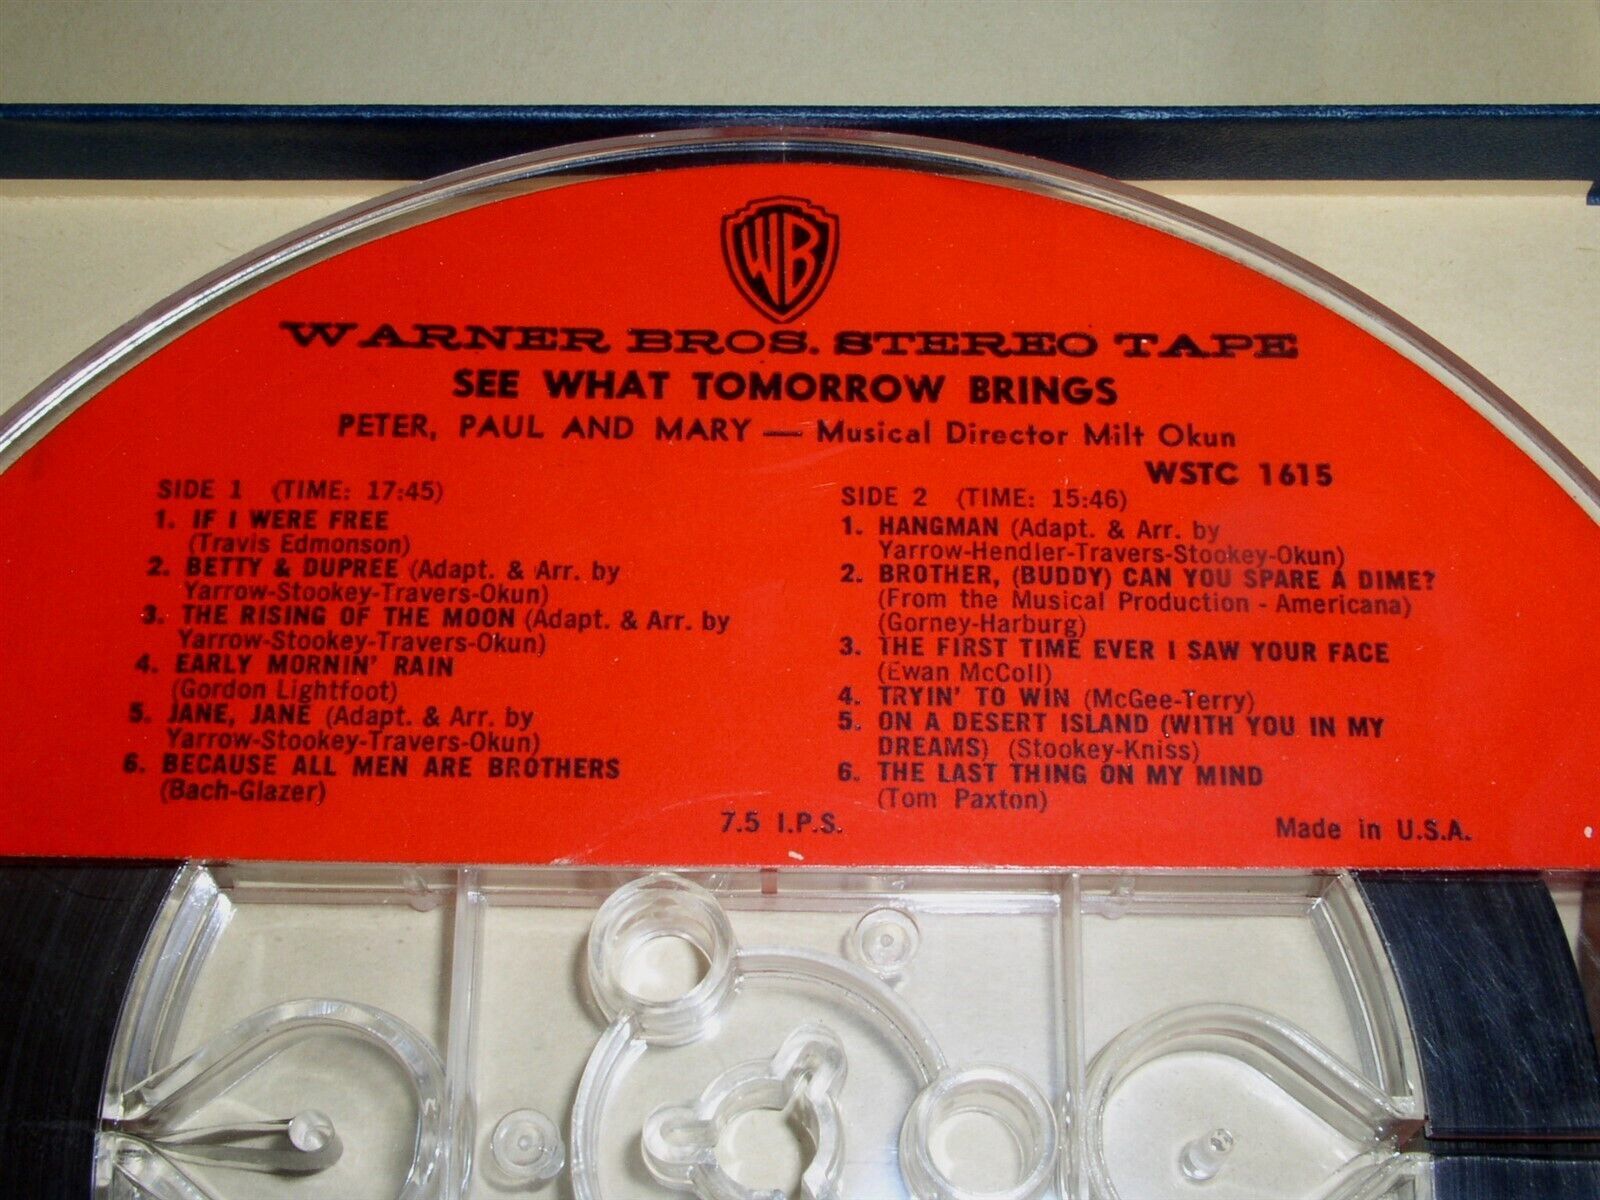 WB
WARNER BROS. STEREO TAPE
SEE WHAT TOMORROW BRINGS
PETER, PAUL AND MARY — Musical Director Milt Okun
WSTC 1615
SIDE 1 (TIME: 17:45)
1. IF I WERE FREE
(Travis Edmonson)
2. BETTY & DUPREE (Adapt. & Arr. by
Yarrow-Stookey-Travers-Okun)
3. THE RISING OF THE MOON (Adapt. & Arr. by
Yarrow-Stookey-Travers-Okun)
4. EARLY MORNIN' RAIN
(Gordon Lightfoot)
5. JANE, JANE (Adapt. & Arr. by
Yarrow-Stookey-Travers-Okun)
6. BECAUSE ALL MEN ARE BROTHERS
(Bach-Glazer)
SIDE 2 (TIME: 15:46)
1. HANGMAN (Adapt. & Arr. by
Yarrow-Hendler-Travers-Stookey-Okun)
2. BROTHER, (BUDDY) CAN YOU SPARE A DIME?
(From the Musical Production - Americana)
(Gorney-Harburg)
3. THE FIRST TIME EVER I SAW YOUR FACE
(Ewan McColl)
4. TRYIN' TO WIN (McGee-Terry)
5. ON A DESERT ISLAND (WITH YOU IN MY
DREAMS) (Stookey-Kniss)
6. THE LAST THING ON MY MIND
(Tom Paxton)
7.5 I.P.S.
Made in U.S.A.